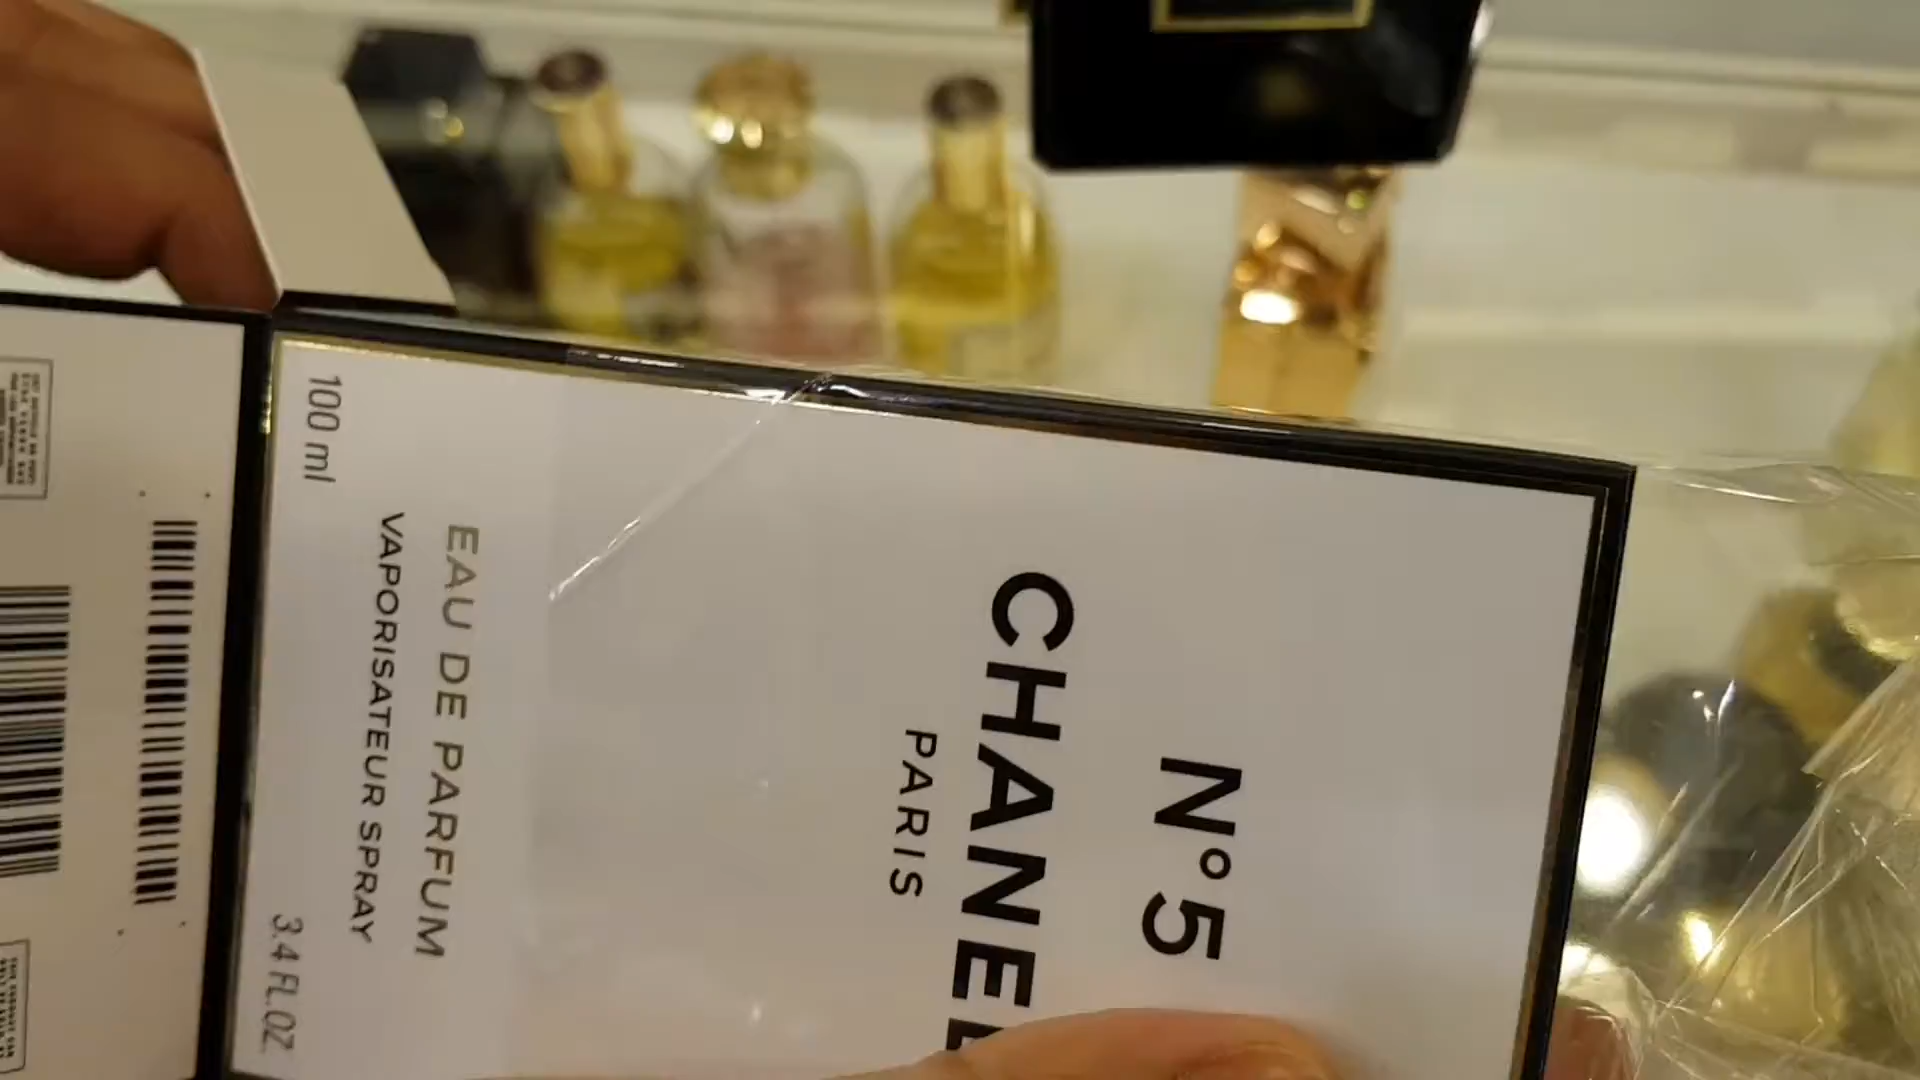 N°5
CHANEL
PARIS
EAU DE PARFUM
VAPORISATEUR SPRAY
100 ml
3.4 FL.OZ.